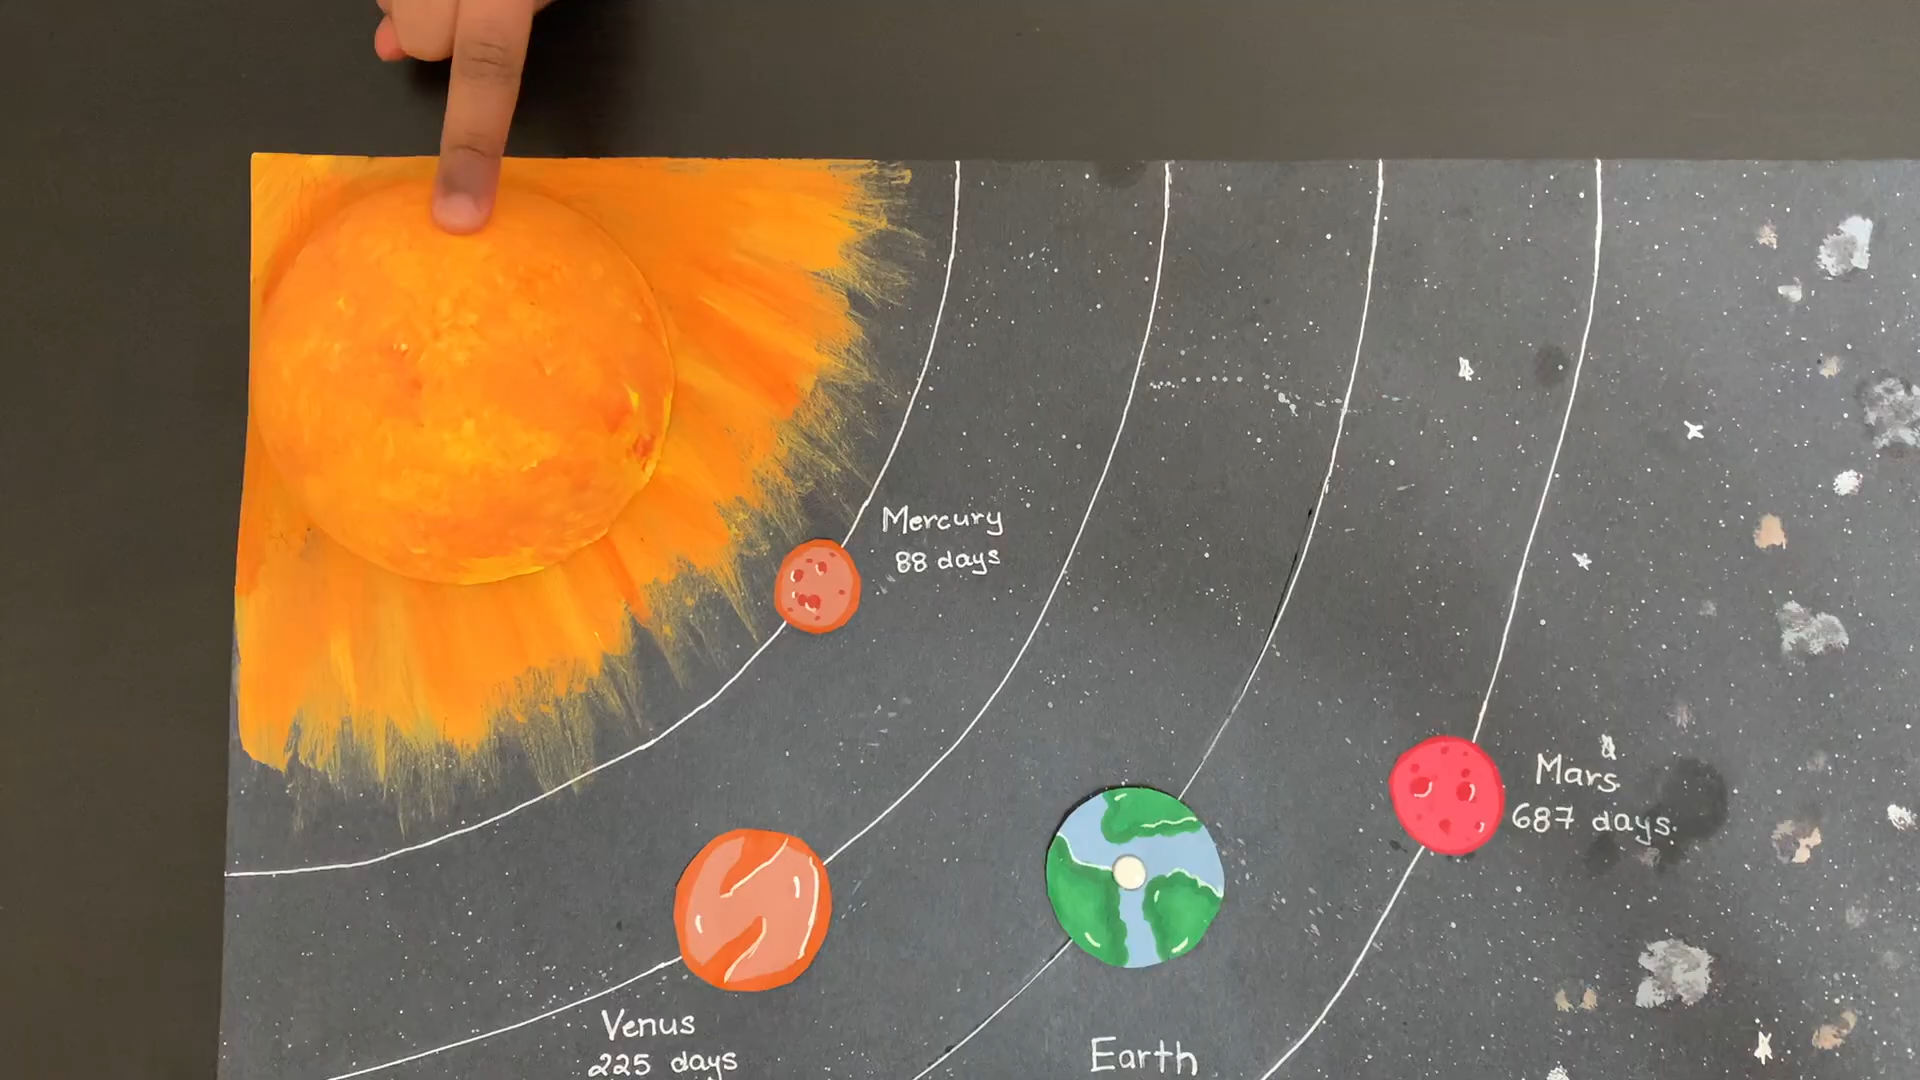 Mercury
88 days
Mars
687 days.
Venus
225 days
Earth